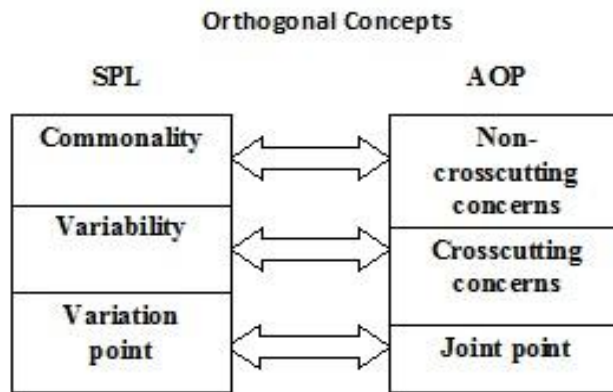 Orthogonal Concepts
SPL
AOP
Commonality
Non-
crosscutting
concerns
Variability
Crosscutting
concerns
Variation
point
Joint point